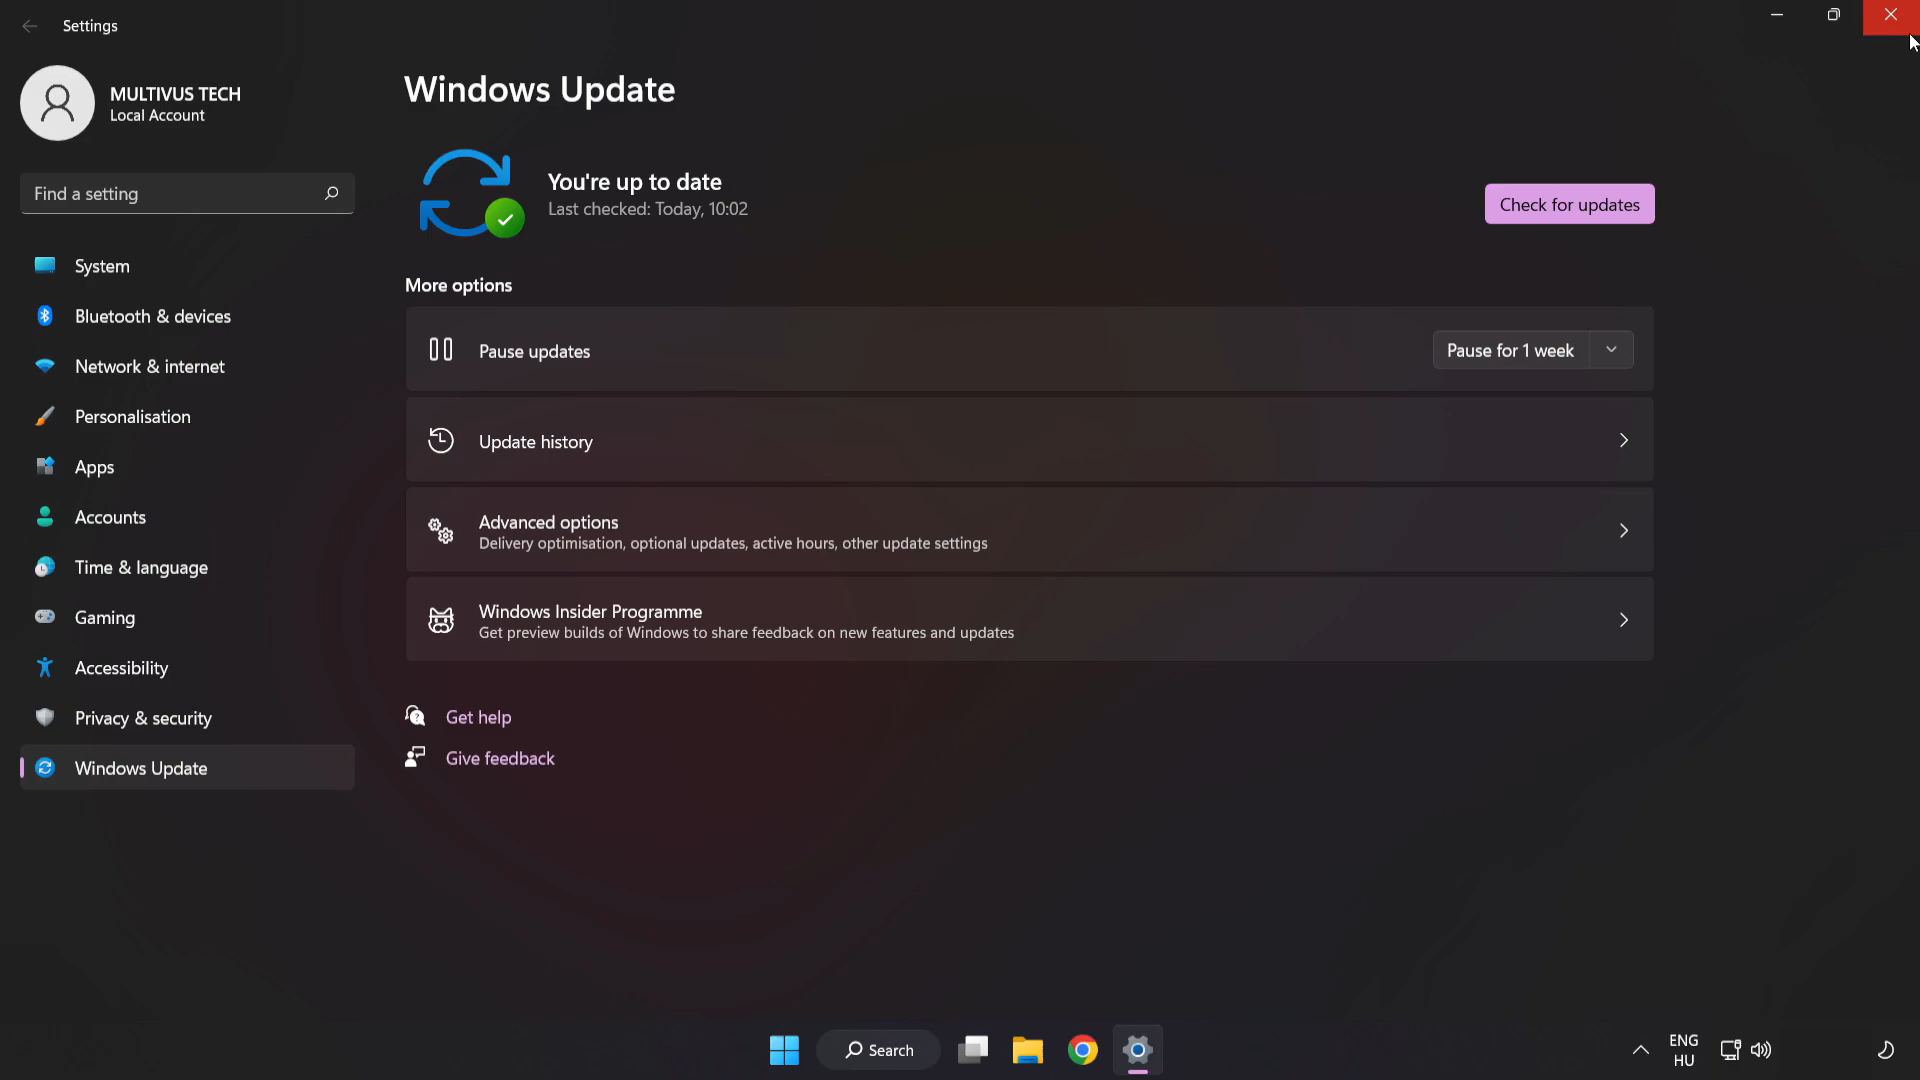 Settings
MULTIVUS TECH
Local Account
Find a setting
System
Bluetooth & devices
Network & internet
Personalisation
Apps
Accounts
Time & language
Gaming
Accessibility
Privacy & security
Windows Update
Windows Update
You're up to date
Last checked: Today, 10:02
Check for updates
More options
Pause updates
Pause for 1 week
Update history
Advanced options
Delivery optimisation, optional updates, active hours, other update settings
Windows Insider Programme
Get preview builds of Windows to share feedback on new features and updates
Get help
Give feedback
Search
ENG
HU